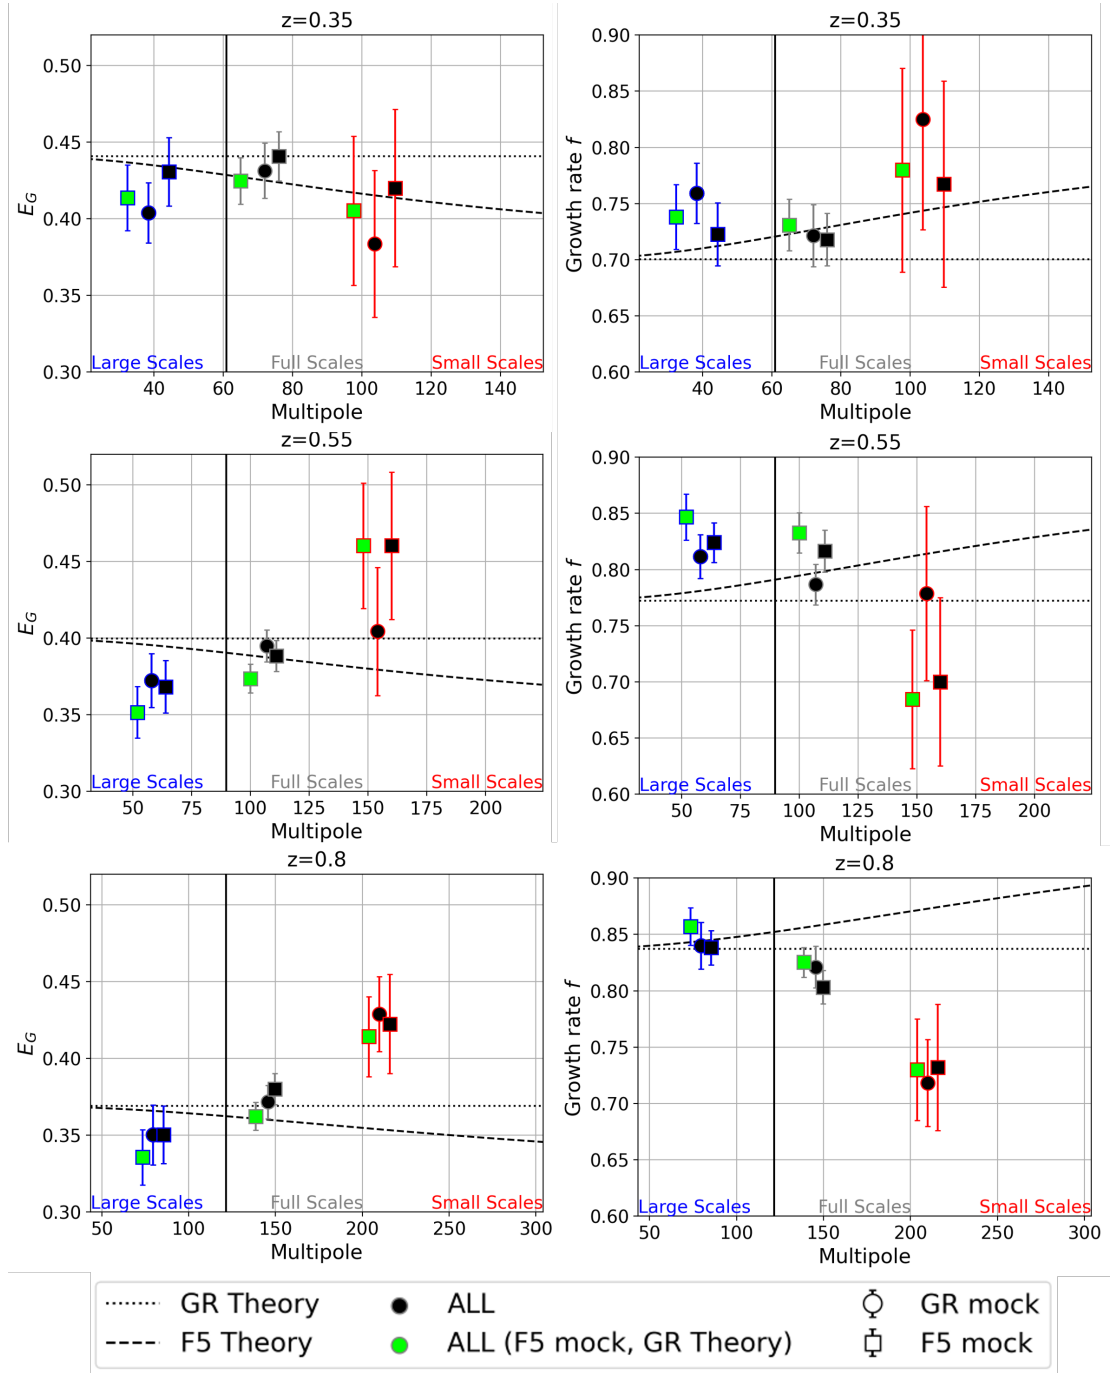 z=0.35
0.50
0.45
0.40
0.35
0.30
E_G
Large Scales
Full Scales
Small Scales
40 60 80 100 120 140
Multipole
z=0.35
0.90
0.85
0.80
0.75
0.70
0.65
0.60
Growth rate f
Large Scales
Full Scales
Small Scales
40 60 80 100 120 140
Multipole
z=0.55
0.50
0.45
0.40
0.35
0.30
E_G
Large Scales
Full Scales
Small Scales
50 75 100 125 150 175 200
Multipole
z=0.55
0.90
0.85
0.80
0.75
0.70
0.65
0.60
Growth rate f
Large Scales
Full Scales
Small Scales
50 75 100 125 150 175 200
Multipole
z=0.8
0.50
0.45
0.40
0.35
0.30
E_G
Large Scales
Full Scales
Small Scales
50 100 150 200 250 300
Multipole
z=0.8
0.90
0.85
0.80
0.75
0.70
0.65
0.60
Growth rate f
Large Scales
Full Scales
Small Scales
50 100 150 200 250 300
Multipole
GR Theory
F5 Theory
ALL
ALL (F5 mock, GR Theory)
GR mock
F5 mock